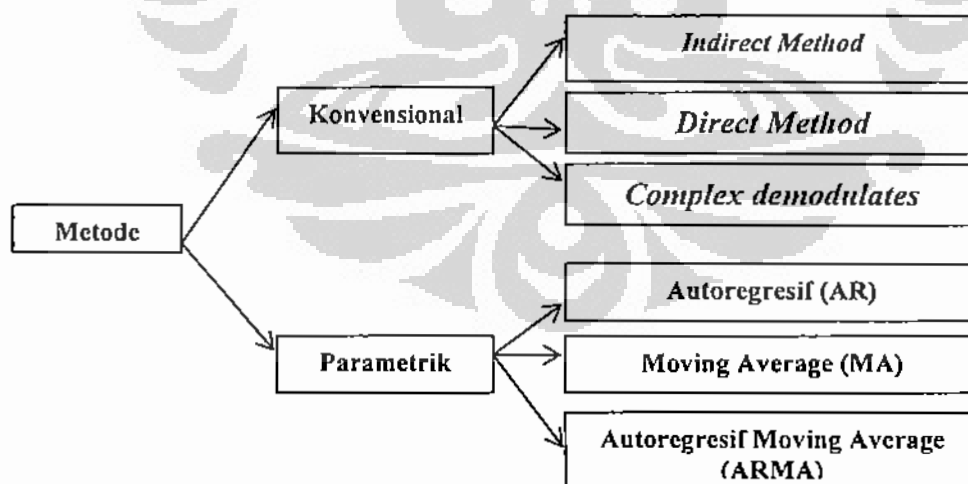 Indirect Method
Konvensional
Direct Method
Complex demodulates
Metode
Autoregresif (AR)
Parametrik
Moving Average (MA)
Autoregresif Moving Average
(ARMA)